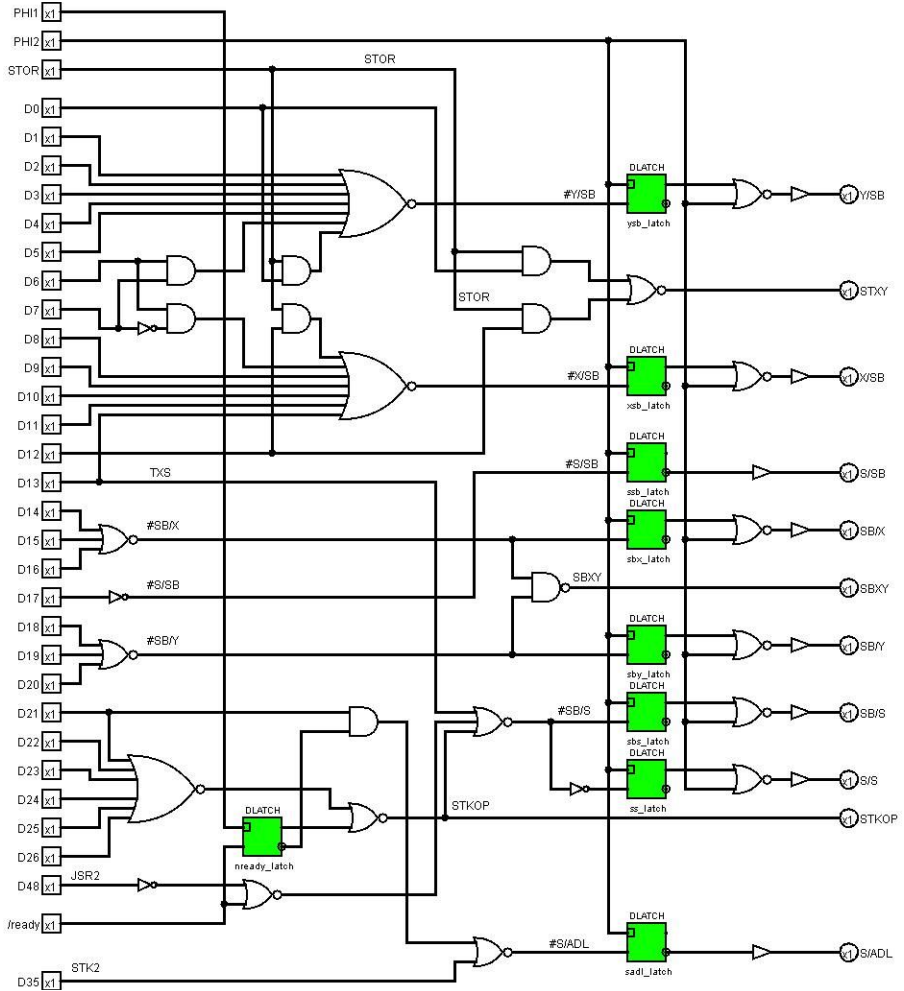 PHI1 x1
PHI2 x1
STOR x1
STOR
D0 x1
D1 x1
D2 x1
DLATCH
D3 x1
#Y/SB
x1 Y/SB
D4 x1
ysb_latch
D5 x1
D6 x1
STOR
x1 STXY
D7 x1
D8 x1
DLATCH
D9 x1
#X/SB
x1 X/SB
D10 x1
xsb_latch
D11 x1
D12 x1
DLATCH
D13 x1
TXS
#S/SB
x1 S/SB
ssb_latch
D14 x1
DLATCH
D15 x1
#SB/X
x1 SB/X
D16 x1
sbx_latch
D17 x1
#S/SB
SBXY
x1 SBXY
D18 x1
DLATCH
D19 x1
#SB/Y
x1 SB/Y
D20 x1
sby_latch
DLATCH
D21 x1
#SB/S
x1 SB/S
D22 x1
sbs_latch
DLATCH
D23 x1
x1 S/S
D24 x1
ss_latch
DLATCH
STKOP
x1 STKOP
D25 x1
D26 x1
nready_latch
D48 x1
JSR2
/ready x1
DLATCH
#S/ADL
x1 S/ADL
D35 x1
STK2
sadl_latch